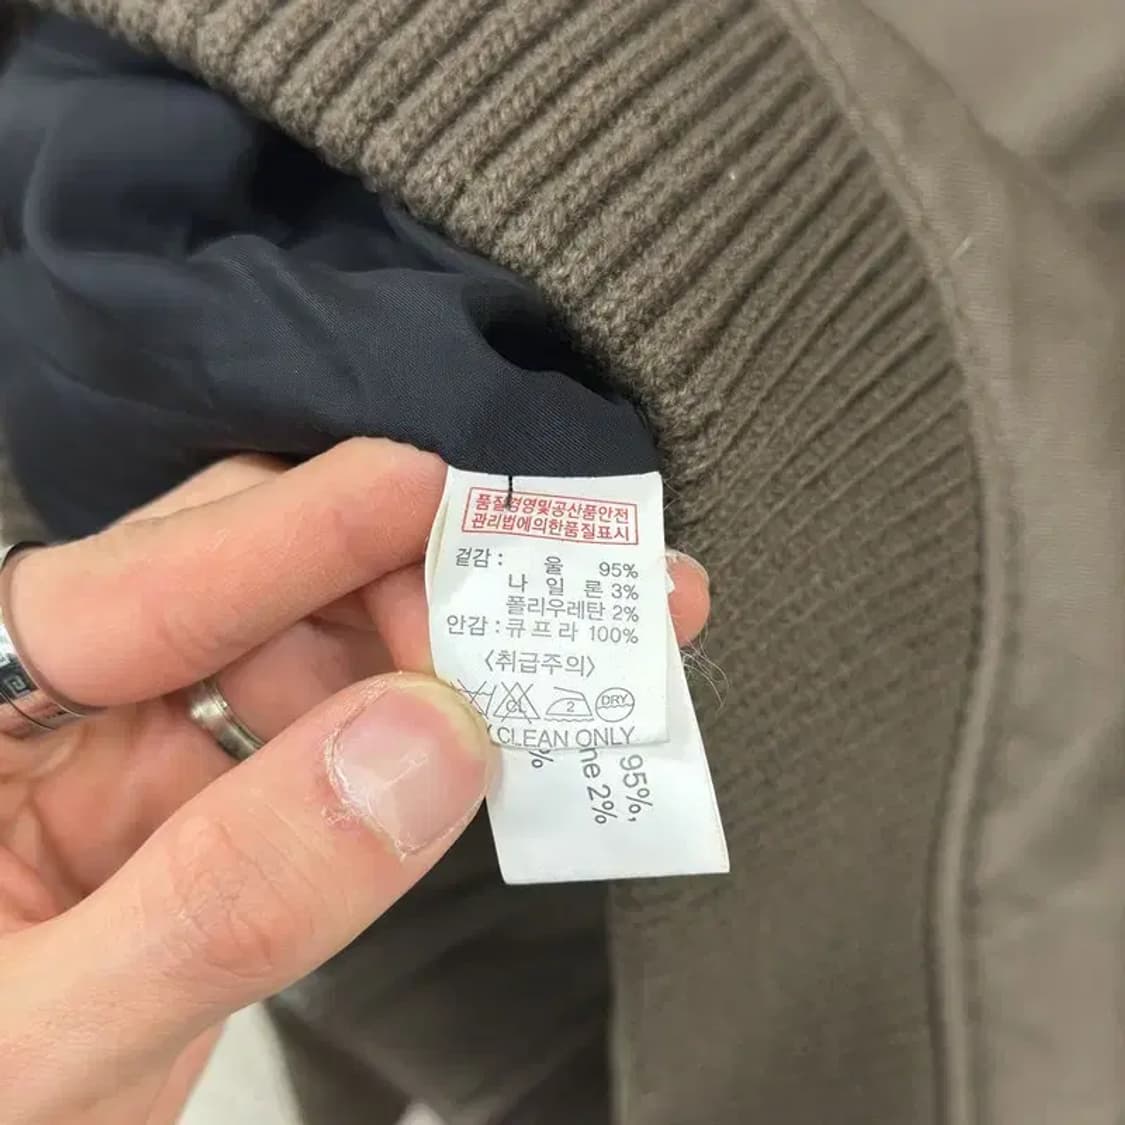 품질경영및공산품안전
관리법에의한품질표시
겉감 : 울 95%
나 일 론 3%
폴리우레탄 2%
안감 : 큐 프 라 100%
〈취급주의〉
CL 2 DRY
CLEAN ONLY
95%,
ne 2%
%